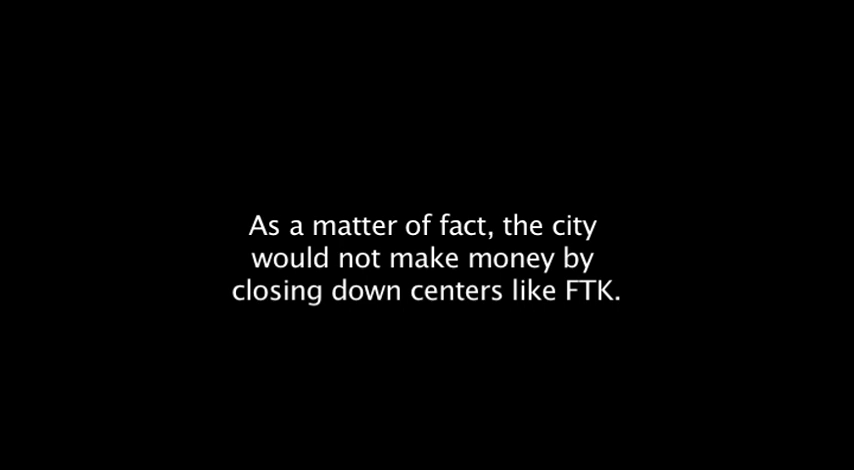 As a matter of fact, the city
would not make money by
closing down centers like FTK.